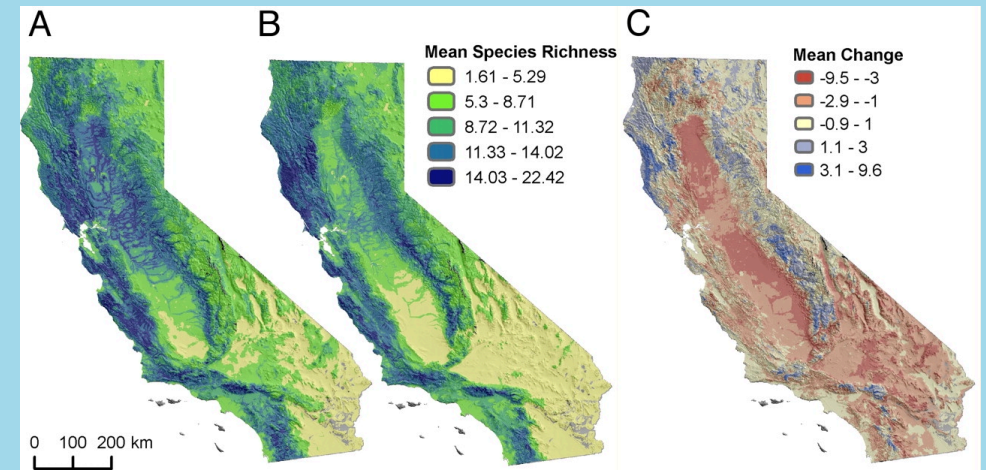 A
B
C
Mean Species Richness
1.61 - 5.29
5.3 - 8.71
8.72 - 11.32
11.33 - 14.02
14.03 - 22.42
Mean Change
-9.5 - -3
-2.9 - -1
-0.9 - 1
1.1 - 3
3.1 - 9.6
0 100 200 km